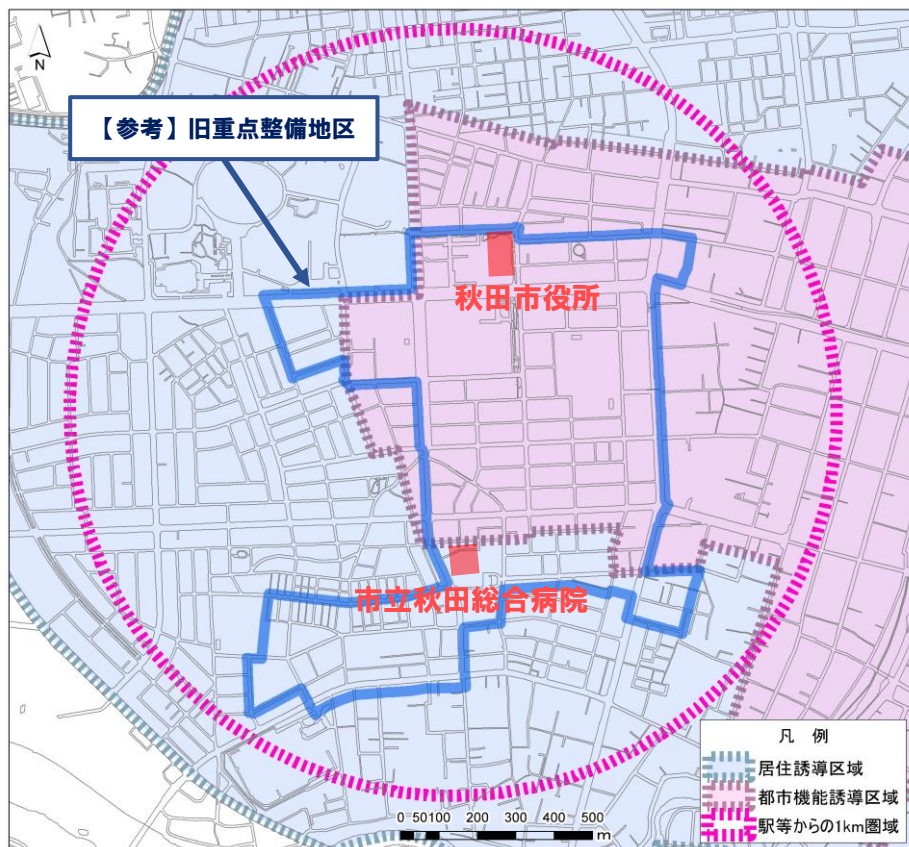 N
【参考】旧重点整備地区
秋田市役所
市立秋田総合病院
凡 例
居住誘導区域
都市機能誘導区域
駅等からの1km圏域
0 50100 200 300 400 500
m